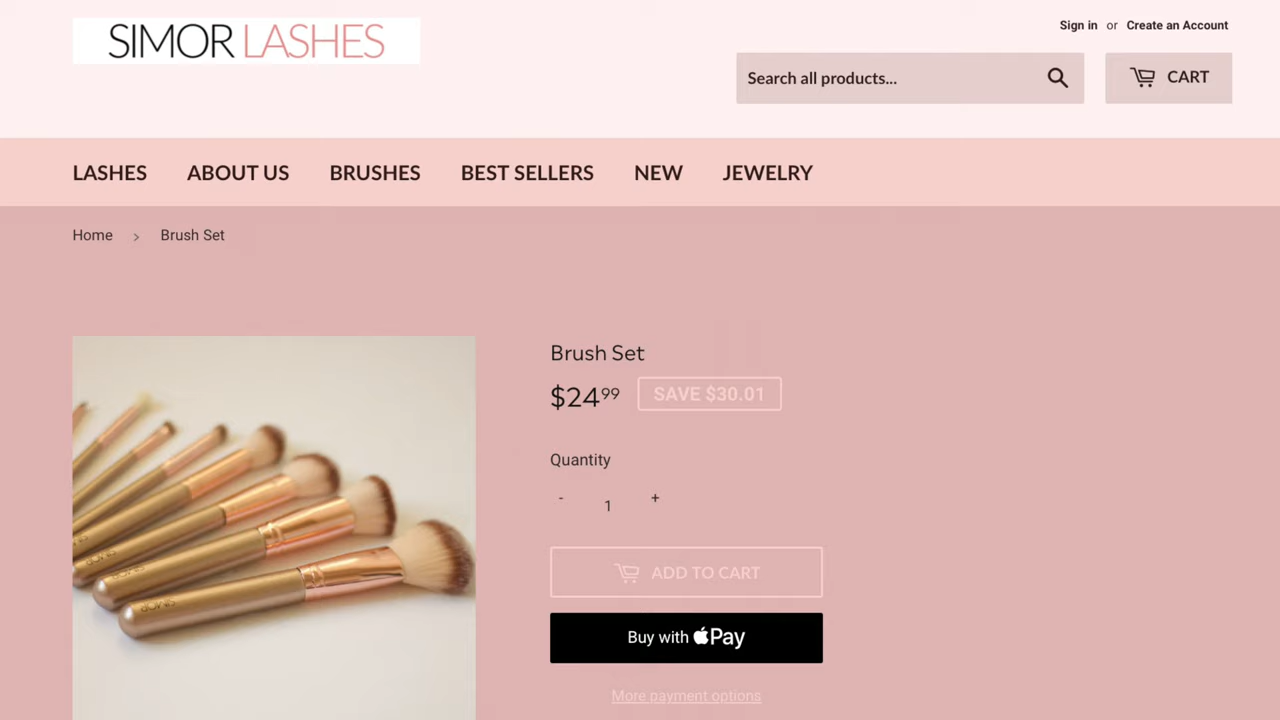 SIMOR LASHES
Sign in or Create an Account
Search all products...
CART
LASHES ABOUT US BRUSHES BEST SELLERS NEW JEWELRY
Home > Brush Set
Brush Set
$24.99 SAVE $30.01
Quantity
- 1 +
ADD TO CART
Buy with Pay
More payment options
SIMOR
SIMOR